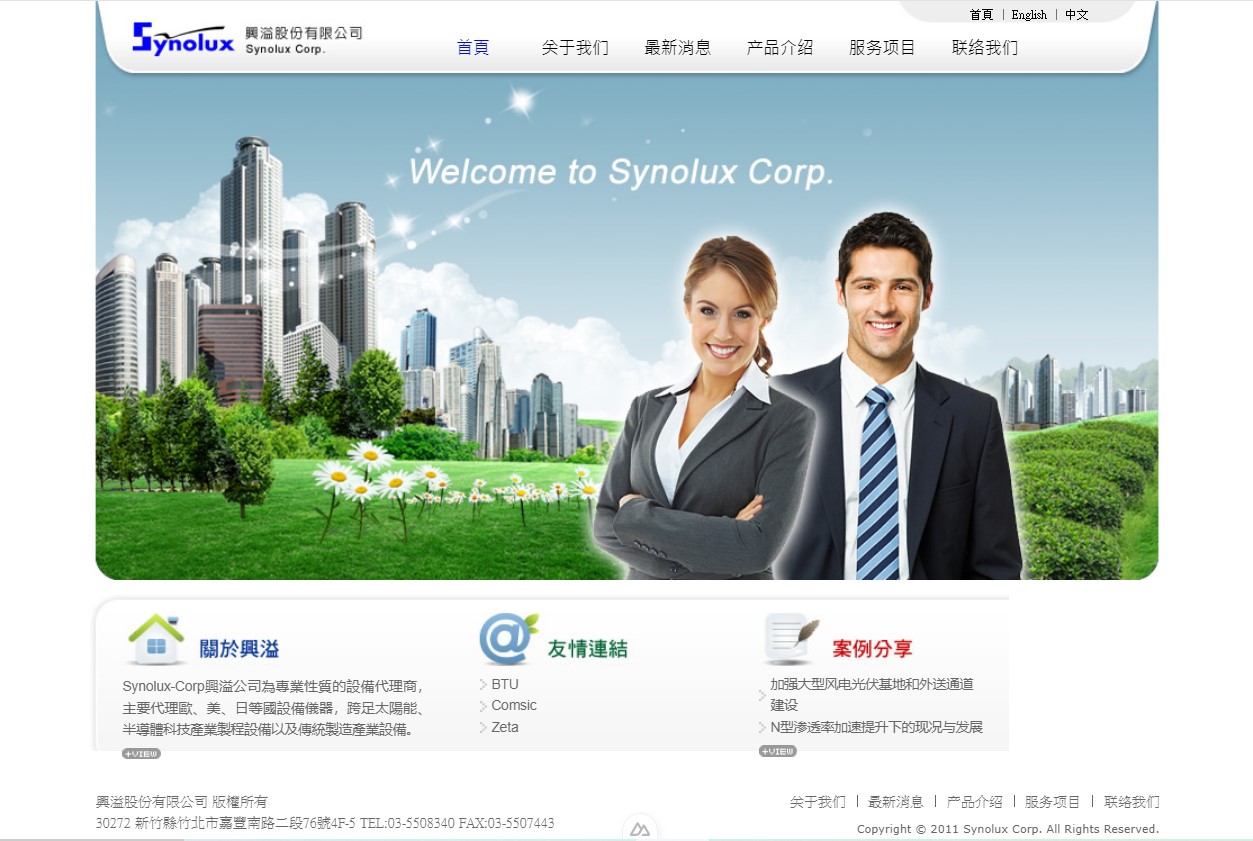 首頁 | English | 中文
Synolux 興溢股份有限公司
Synolux Corp.
首頁 关于我们 最新消息 产品介绍 服务项目 联络我们
Welcome to Synolux Corp.
關於興溢
Synolux-Corp興溢公司為專業性質的設備代理商，
主要代理歐、美、日等國設備儀器，跨足太陽能、
半導體科技產業製程設備以及傳統製造產業設備。
+VIEW
友情連結
BTU
Comsic
Zeta
案例分享
加强大型风电光伏基地和外送通道
建设
N型渗透率加速提升下的现况与发展
+VIEW
興溢股份有限公司 版權所有
30272 新竹縣竹北市嘉豐南路二段76號4F-5 TEL:03-5508340 FAX:03-5507443
关于我们 | 最新消息 | 产品介绍 | 服务项目 | 联络我们
Copyright © 2011 Synolux Corp. All Rights Reserved.